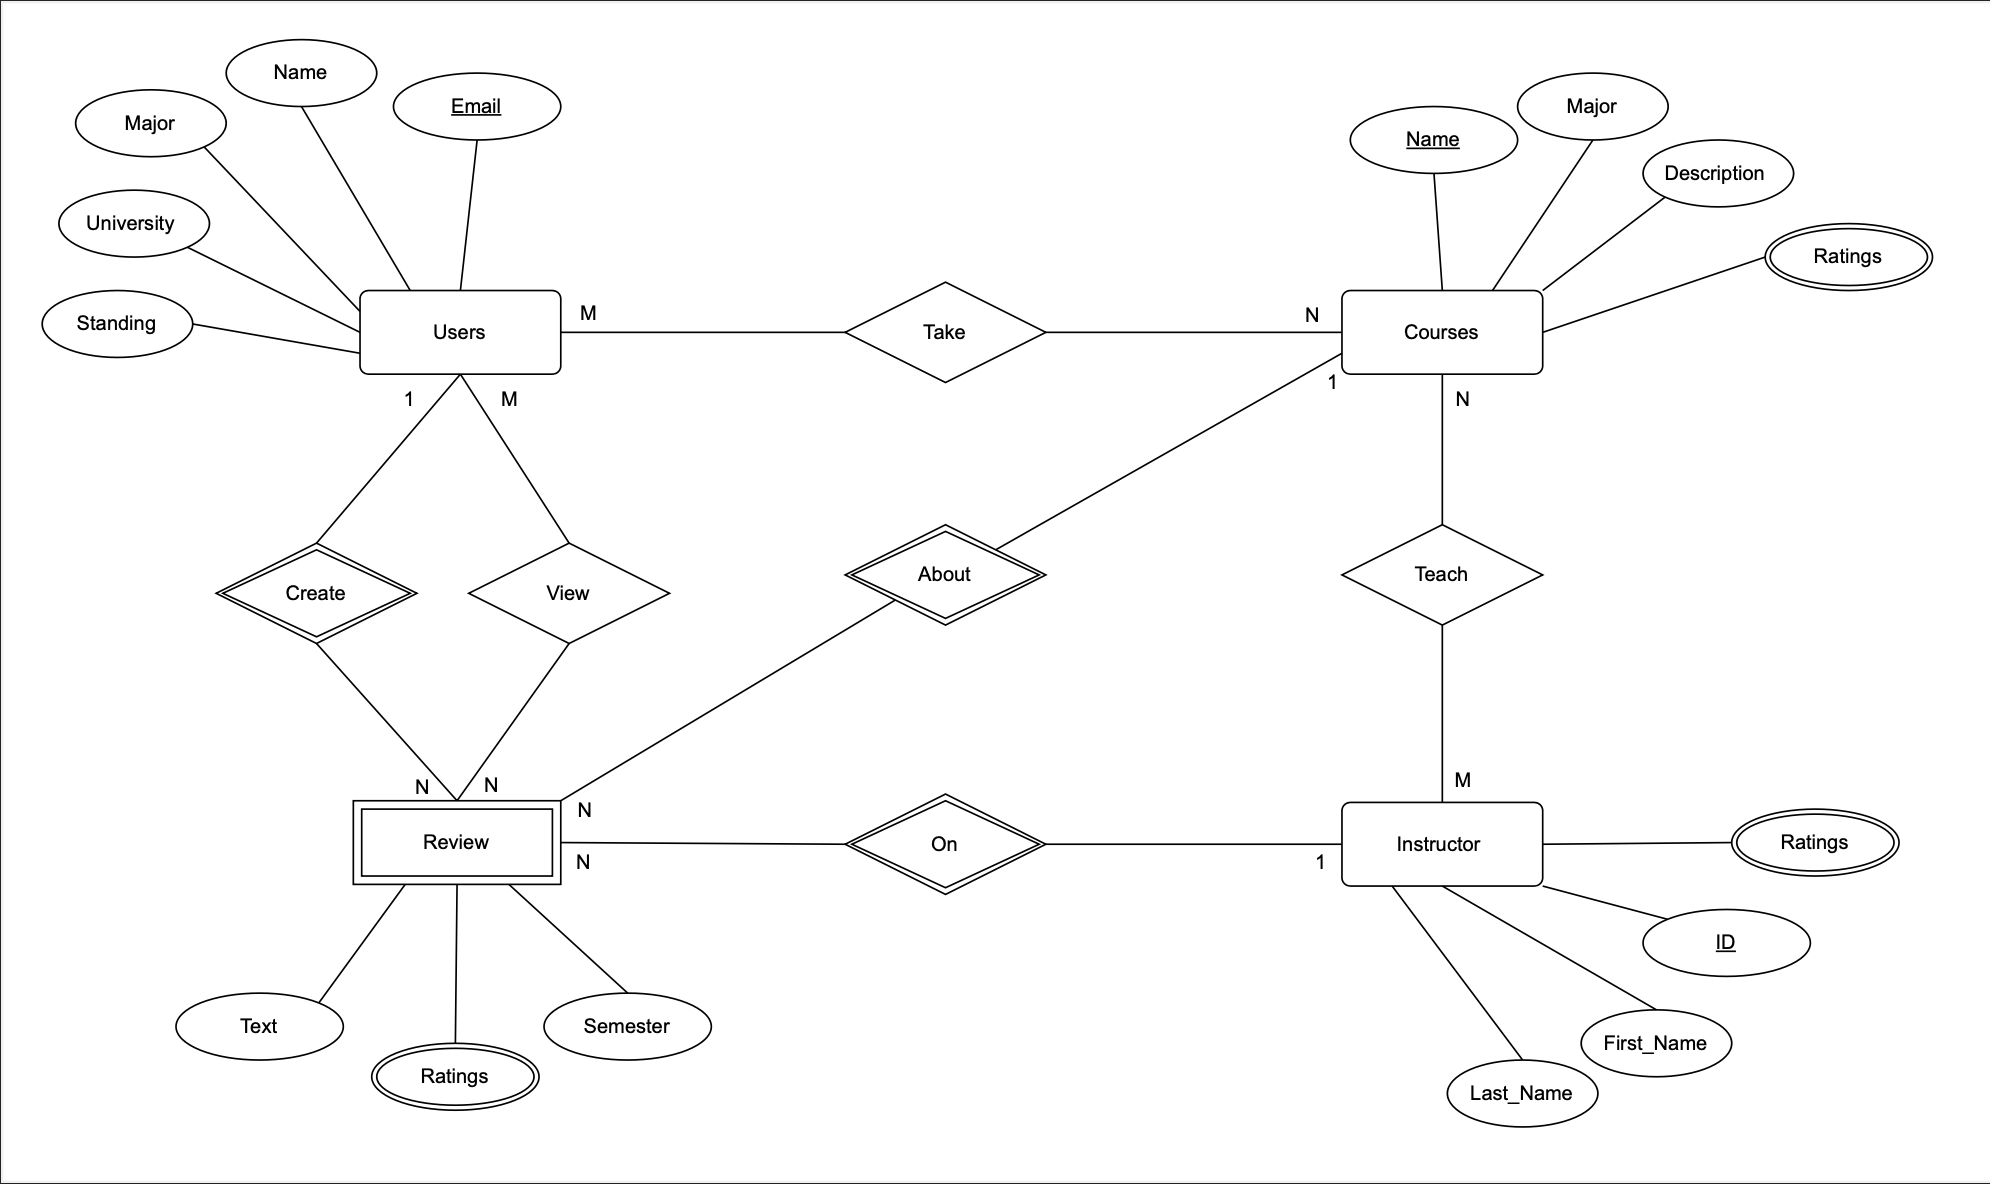 Name
Email
Major
University
Standing
Users
M
Take
N
Name
Major
Description
Ratings
Courses
1
M
1
N
Create
View
About
Teach
N
N
N
M
Review
N
On
1
Instructor
Ratings
ID
Text
Ratings
Semester
First_Name
Last_Name